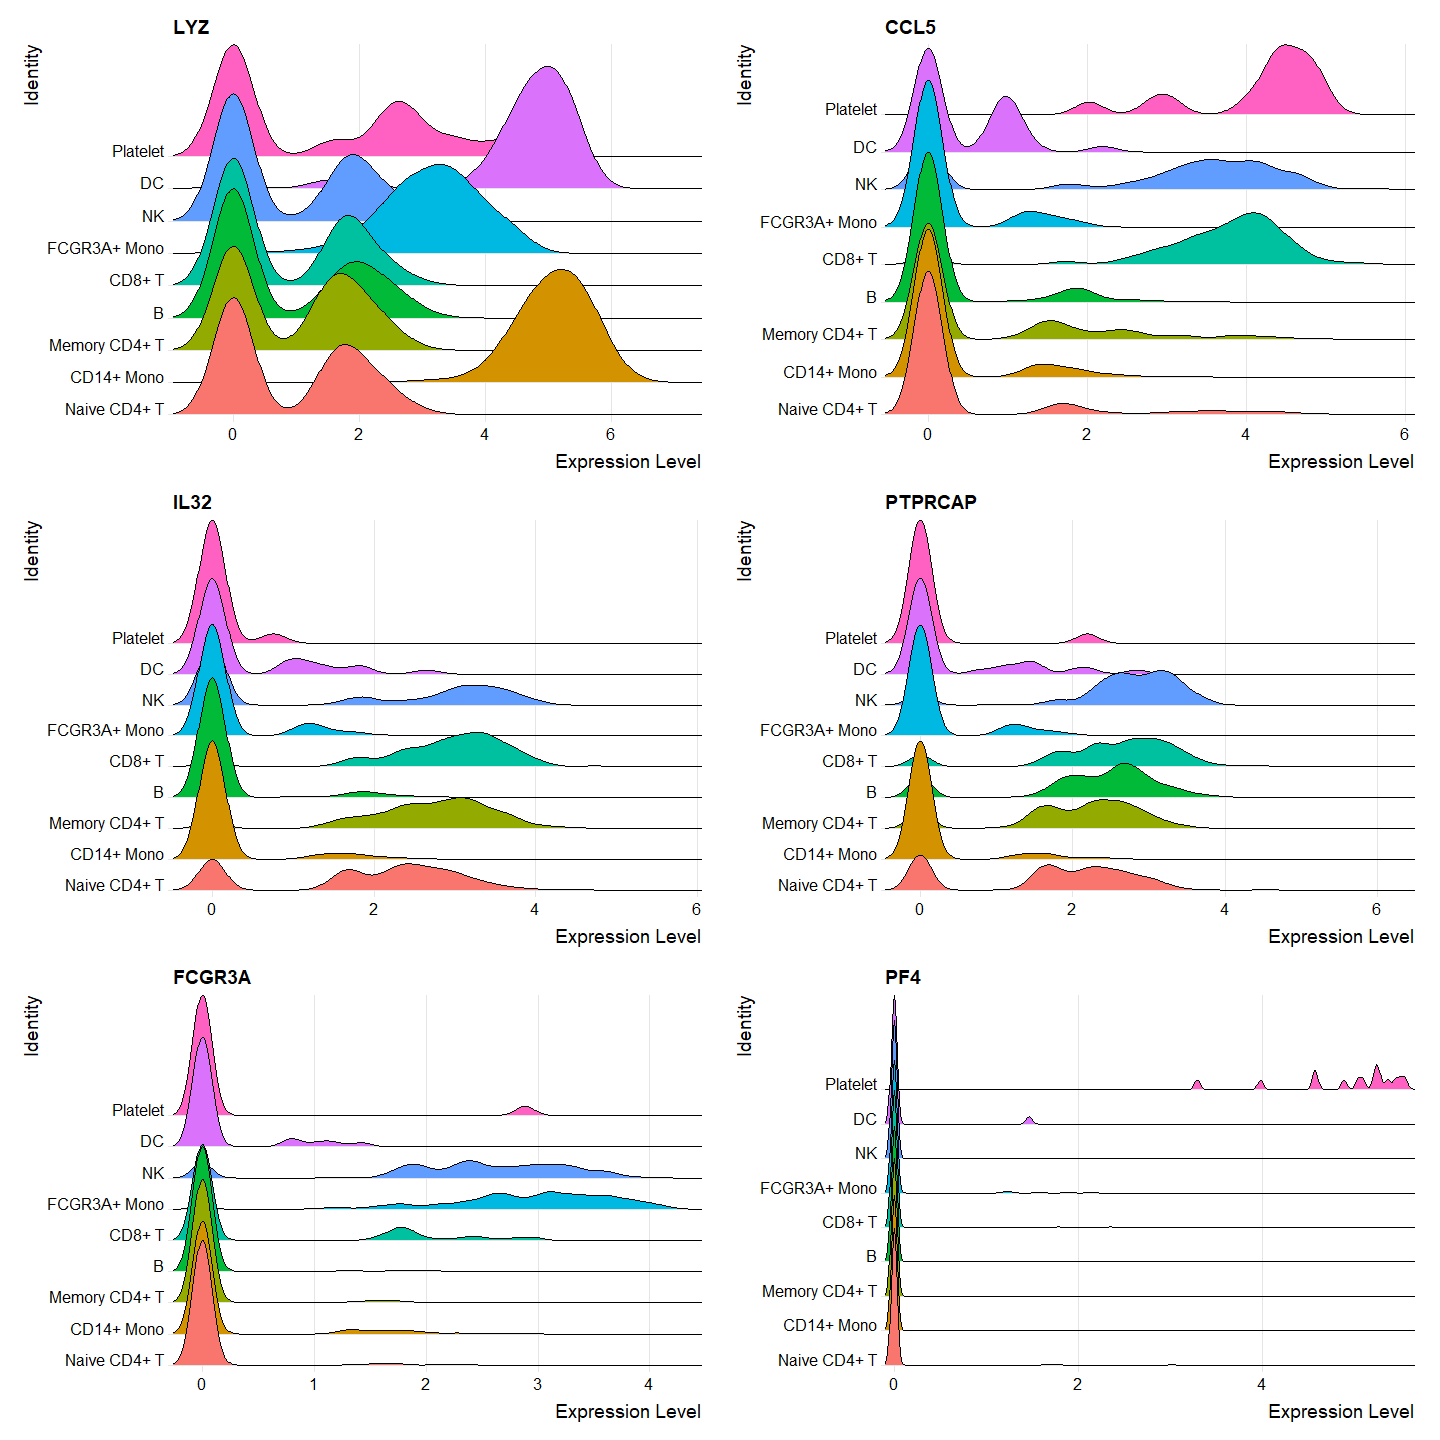 LYZ
Identity
Platelet
DC
NK
FCGR3A+ Mono
CD8+ T
B
Memory CD4+ T
CD14+ Mono
Naive CD4+ T
0 2 4 6
Expression Level
CCL5
Identity
Platelet
DC
NK
FCGR3A+ Mono
CD8+ T
B
Memory CD4+ T
CD14+ Mono
Naive CD4+ T
0 2 4 6
Expression Level
IL32
Identity
Platelet
DC
NK
FCGR3A+ Mono
CD8+ T
B
Memory CD4+ T
CD14+ Mono
Naive CD4+ T
0 2 4 6
Expression Level
PTPRCAP
Identity
Platelet
DC
NK
FCGR3A+ Mono
CD8+ T
B
Memory CD4+ T
CD14+ Mono
Naive CD4+ T
0 2 4 6
Expression Level
FCGR3A
Identity
Platelet
DC
NK
FCGR3A+ Mono
CD8+ T
B
Memory CD4+ T
CD14+ Mono
Naive CD4+ T
0 1 2 3 4
Expression Level
PF4
Identity
Platelet
DC
NK
FCGR3A+ Mono
CD8+ T
B
Memory CD4+ T
CD14+ Mono
Naive CD4+ T
0 2 4
Expression Level